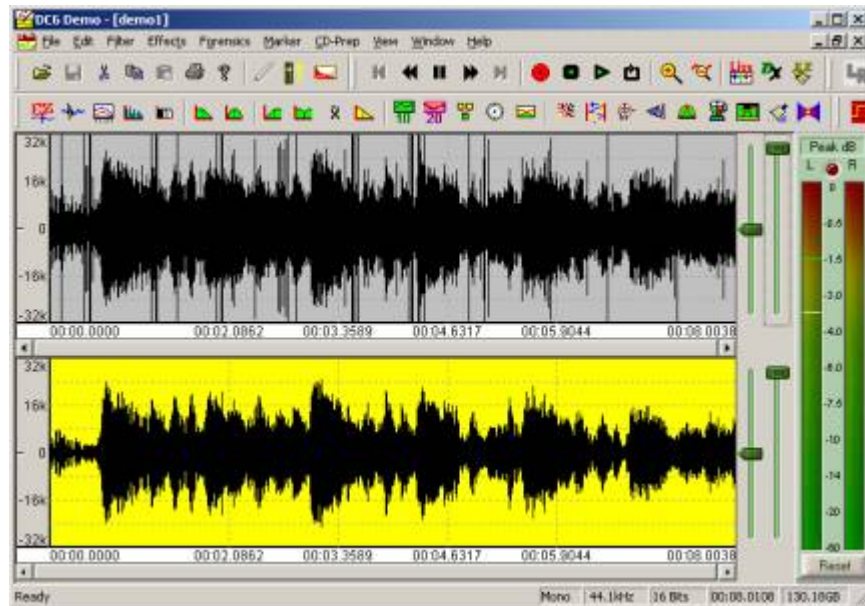 DC6 Demo - [demo1]
File Edit Filter Effects Forensics Marker CD-Prep View Window Help
32k
16k
0
-16k
-32k
00:00.0000 00:02.0862 00:03.3589 00:04.6317 00:05.9044 00:08.0038
32k
16k
0
-16k
-32k
00:00.0000 00:02.0862 00:03.3589 00:04.6317 00:05.9044 00:08.0038
Peak dB
L R
0
-1.5
-3.0
-4.0
-6.0
-7.5
-10
-14
-20
-60
Reset
Ready Mono 44.1kHz 16 Bits 00:08.0108 130.18GB